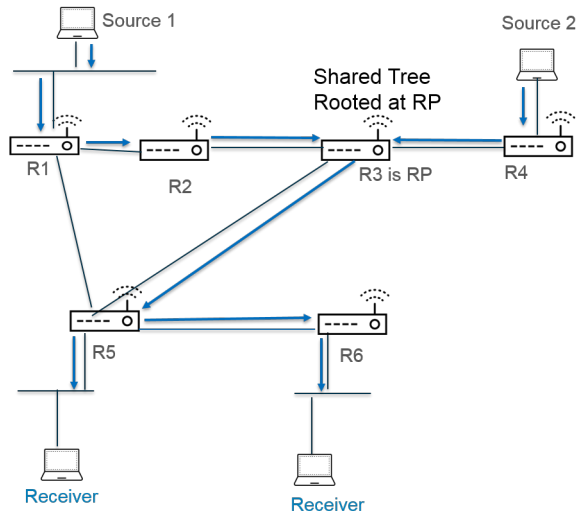 Source 1
Source 2
Shared Tree
Rooted at RP
R1
R2
R3 is RP
R4
R5
R6
Receiver
Receiver